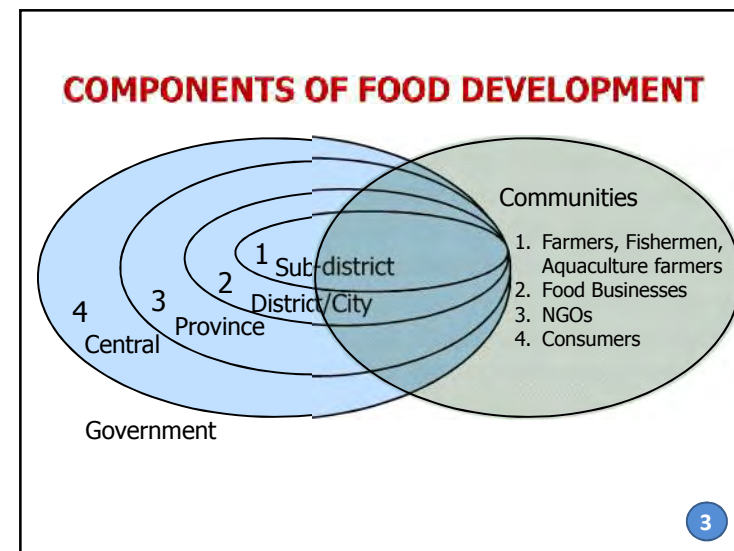 COMPONENTS OF FOOD DEVELOPMENT
Communities
1. Farmers, Fishermen,
Aquaculture farmers
2. Food Businesses
3. NGOs
4. Consumers
1 Sub-district
2 District/City
3 Province
4 Central
Government
3